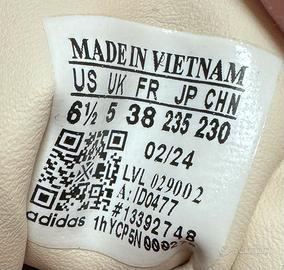 MADE IN VIETNAM
US UK FR JP CHN
6½ 5 38 235 230
02/24
LVL 029002
A: ID0477
#13392748
adidas